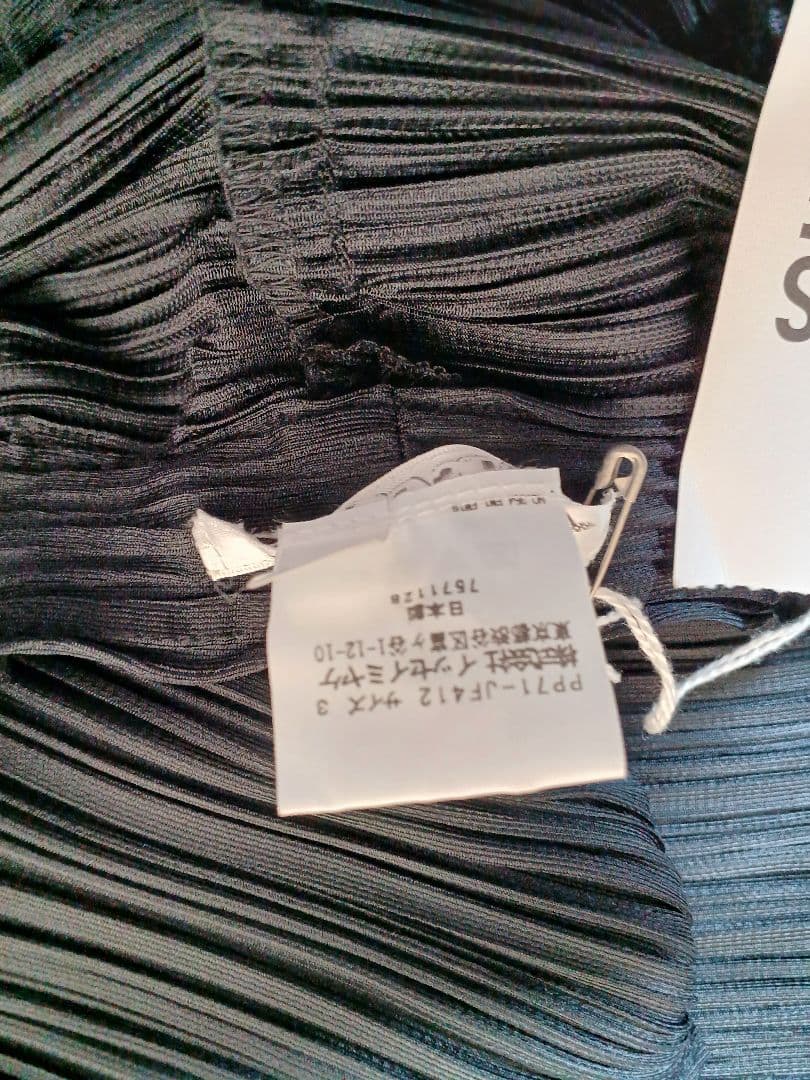 PP71-JF412 サイズ 3
株式会社 イッセイミヤケ
東京都渋谷区富ヶ谷1-12-10
日本製
7571128
S